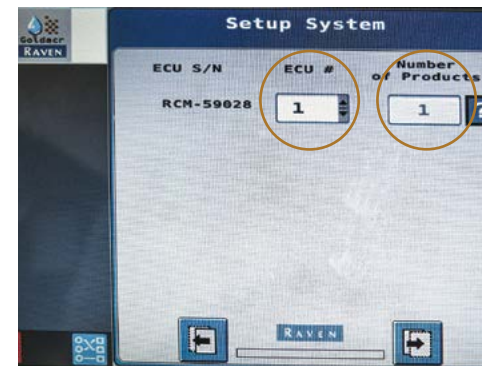 Goldacr
RAVEN
Setup System
ECU S/N
ECU #
Number
of Products
RCM-59028
1
1
?
RAVEN